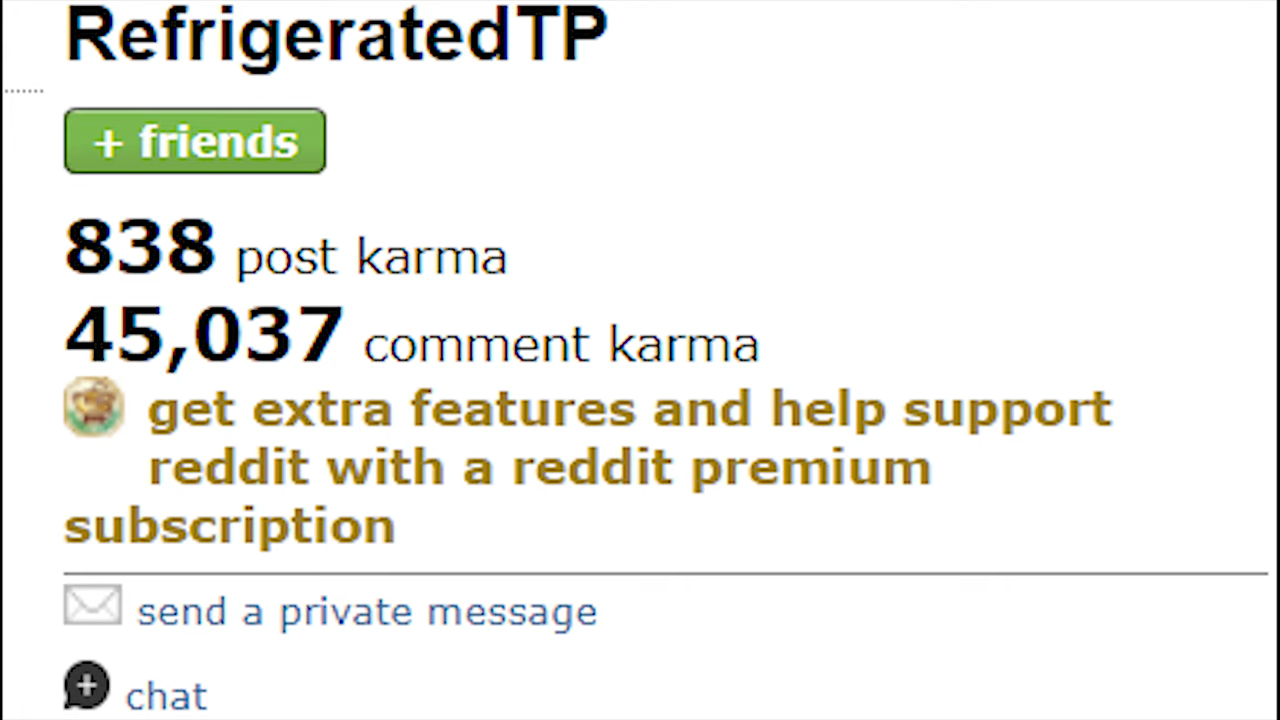 RefrigeratedTP
+ friends
838 post karma
45,037 comment karma
get extra features and help support
reddit with a reddit premium
subscription
send a private message
chat